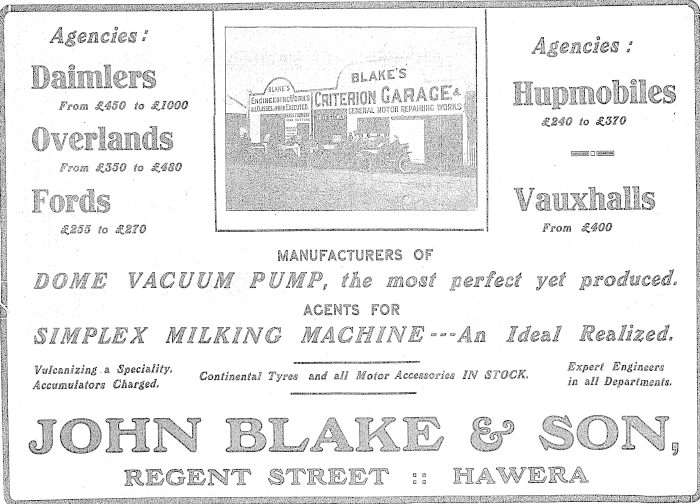 Agencies:
Daimlers
From £450 to £1000
Overlands
From £350 to £480
Fords
£255 to £270
BLAKE'S
ENGINEERING WORKS
BLAKE'S
CRITERION GARAGE &
GENERAL MOTOR REPAIRING WORKS
Agencies:
Hupmobiles
£240 to £370
Vauxhalls
From £400
MANUFACTURERS OF
DOME VACUUM PUMP, the most perfect yet produced.
AGENTS FOR
SIMPLEX MILKING MACHINE---An Ideal Realized.
Vulcanizing a Speciality.
Accumulators Charged.
Continental Tyres and all Motor Accessories IN STOCK.
Expert Engineers
in all Departments.
JOHN BLAKE & SON,
REGENT STREET :: HAWERA